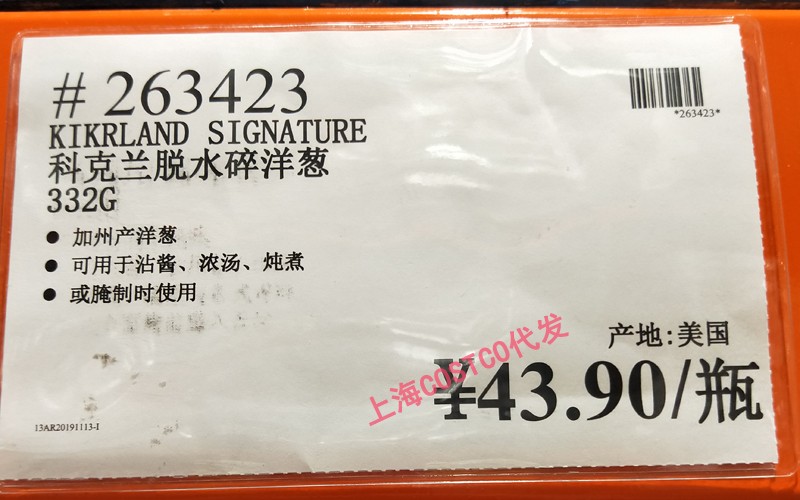 # 263423
*263423*
KIKRLAND SIGNATURE
科克兰脱水碎洋葱
332G
● 加州产洋葱
● 可用于沾酱、浓汤、炖煮
● 或腌制时使用
产地:美国
上海COSTCO代发
¥43.90/瓶
13AR20191113-I